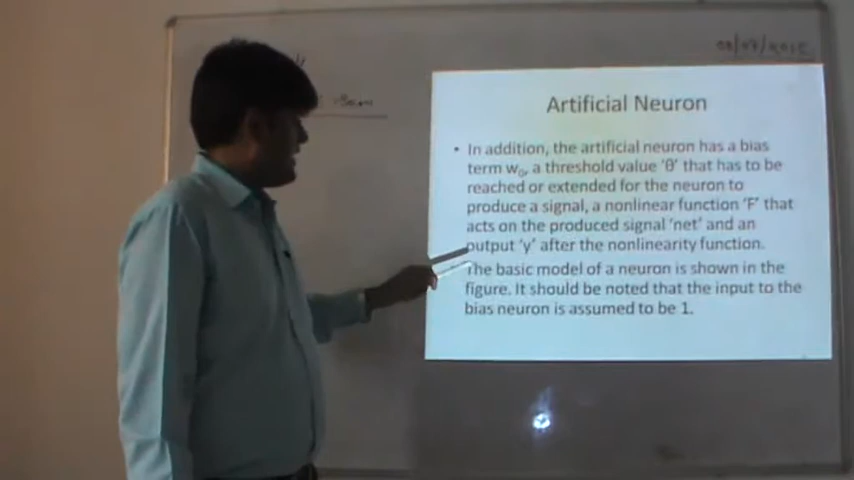 Artificial Neuron
• In addition, the artificial neuron has a bias
term w₀, a threshold value 'θ' that has to be
reached or extended for the neuron to
produce a signal, a nonlinear function 'F' that
acts on the produced signal 'net' and an
output 'y' after the nonlinearity function.
The basic model of a neuron is shown in the
figure. It should be noted that the input to the
bias neuron is assumed to be 1.